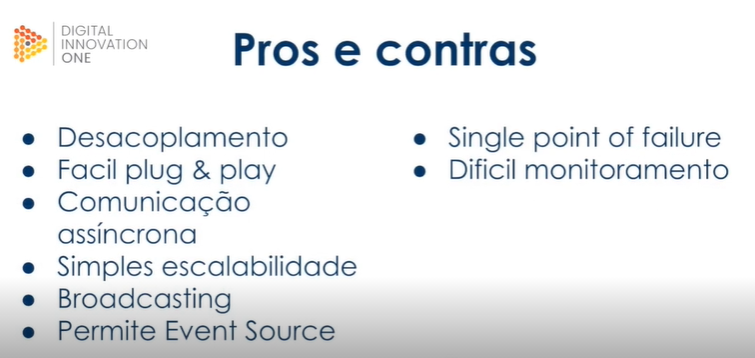 DIGITAL
INNOVATION
ONE
Pros e contras
● Desacoplamento
● Facil plug & play
● Comunicação
assíncrona
● Simples escalabilidade
● Broadcasting
● Permite Event Source
● Single point of failure
● Dificil monitoramento